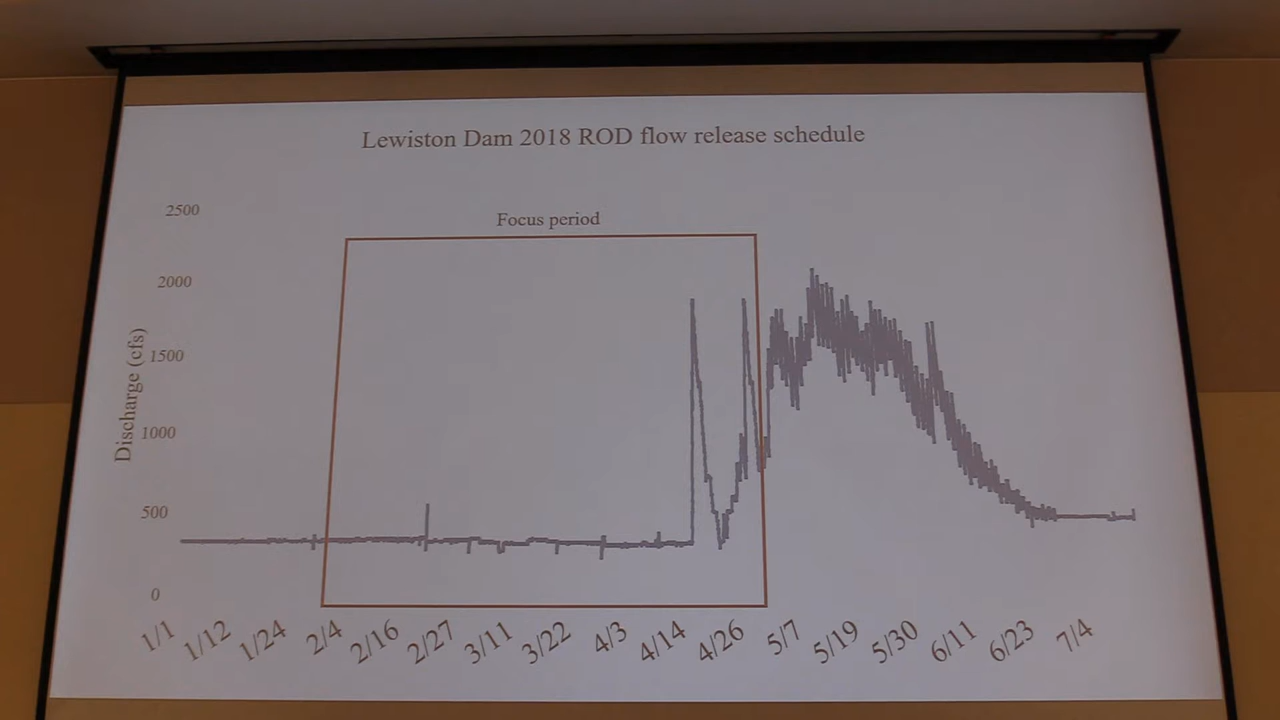 Lewiston Dam 2018 ROD flow release schedule
Focus period
Discharge (cfs)
2500
2000
1500
1000
500
0
1/1 1/12 1/24 2/4 2/16 2/27 3/11 3/22 4/3 4/14 4/26 5/7 5/19 5/30 6/11 6/23 7/4